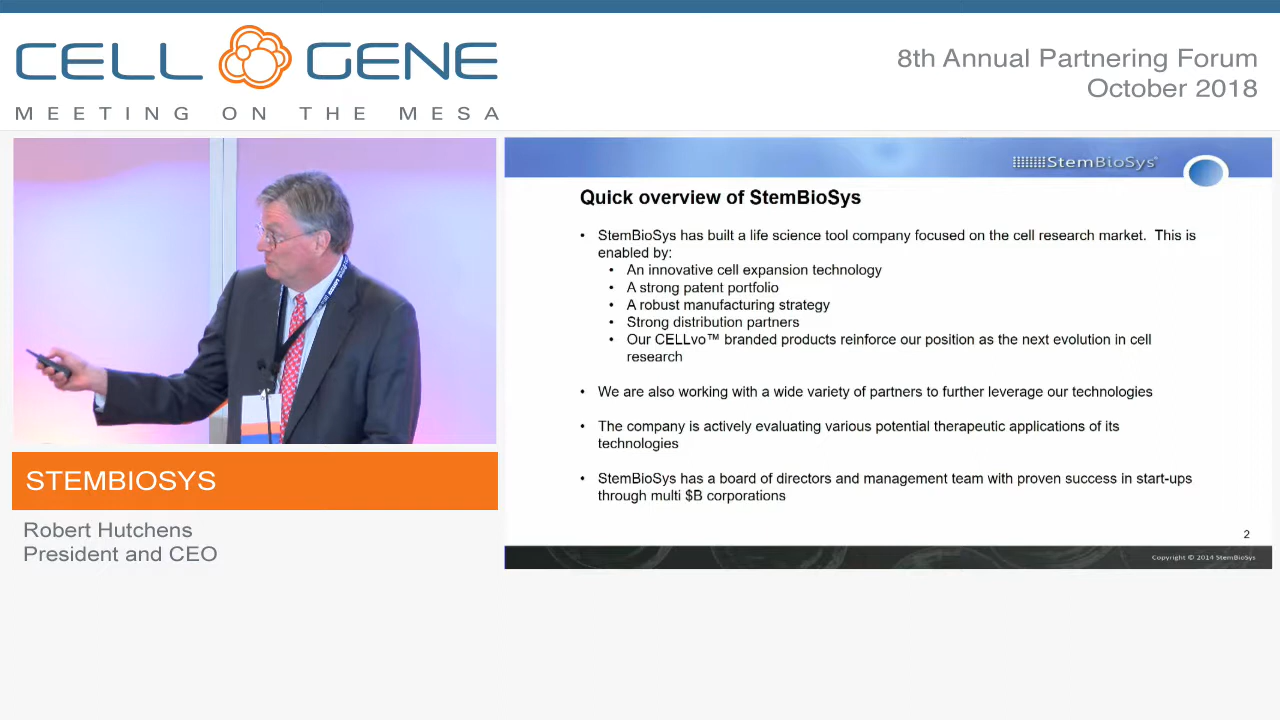 CELL GENE
MEETING ON THE MESA
8th Annual Partnering Forum
October 2018
StemBioSys
Quick overview of StemBioSys
• StemBioSys has built a life science tool company focused on the cell research market. This is
enabled by:
• An innovative cell expansion technology
• A strong patent portfolio
• A robust manufacturing strategy
• Strong distribution partners
• Our CELLvo™ branded products reinforce our position as the next evolution in cell
research
• We are also working with a wide variety of partners to further leverage our technologies
• The company is actively evaluating various potential therapeutic applications of its
technologies
• StemBioSys has a board of directors and management team with proven success in start-ups
through multi $B corporations
2
Copyright © 2014 StemBioSys
STEMBIOSYS
Robert Hutchens
President and CEO